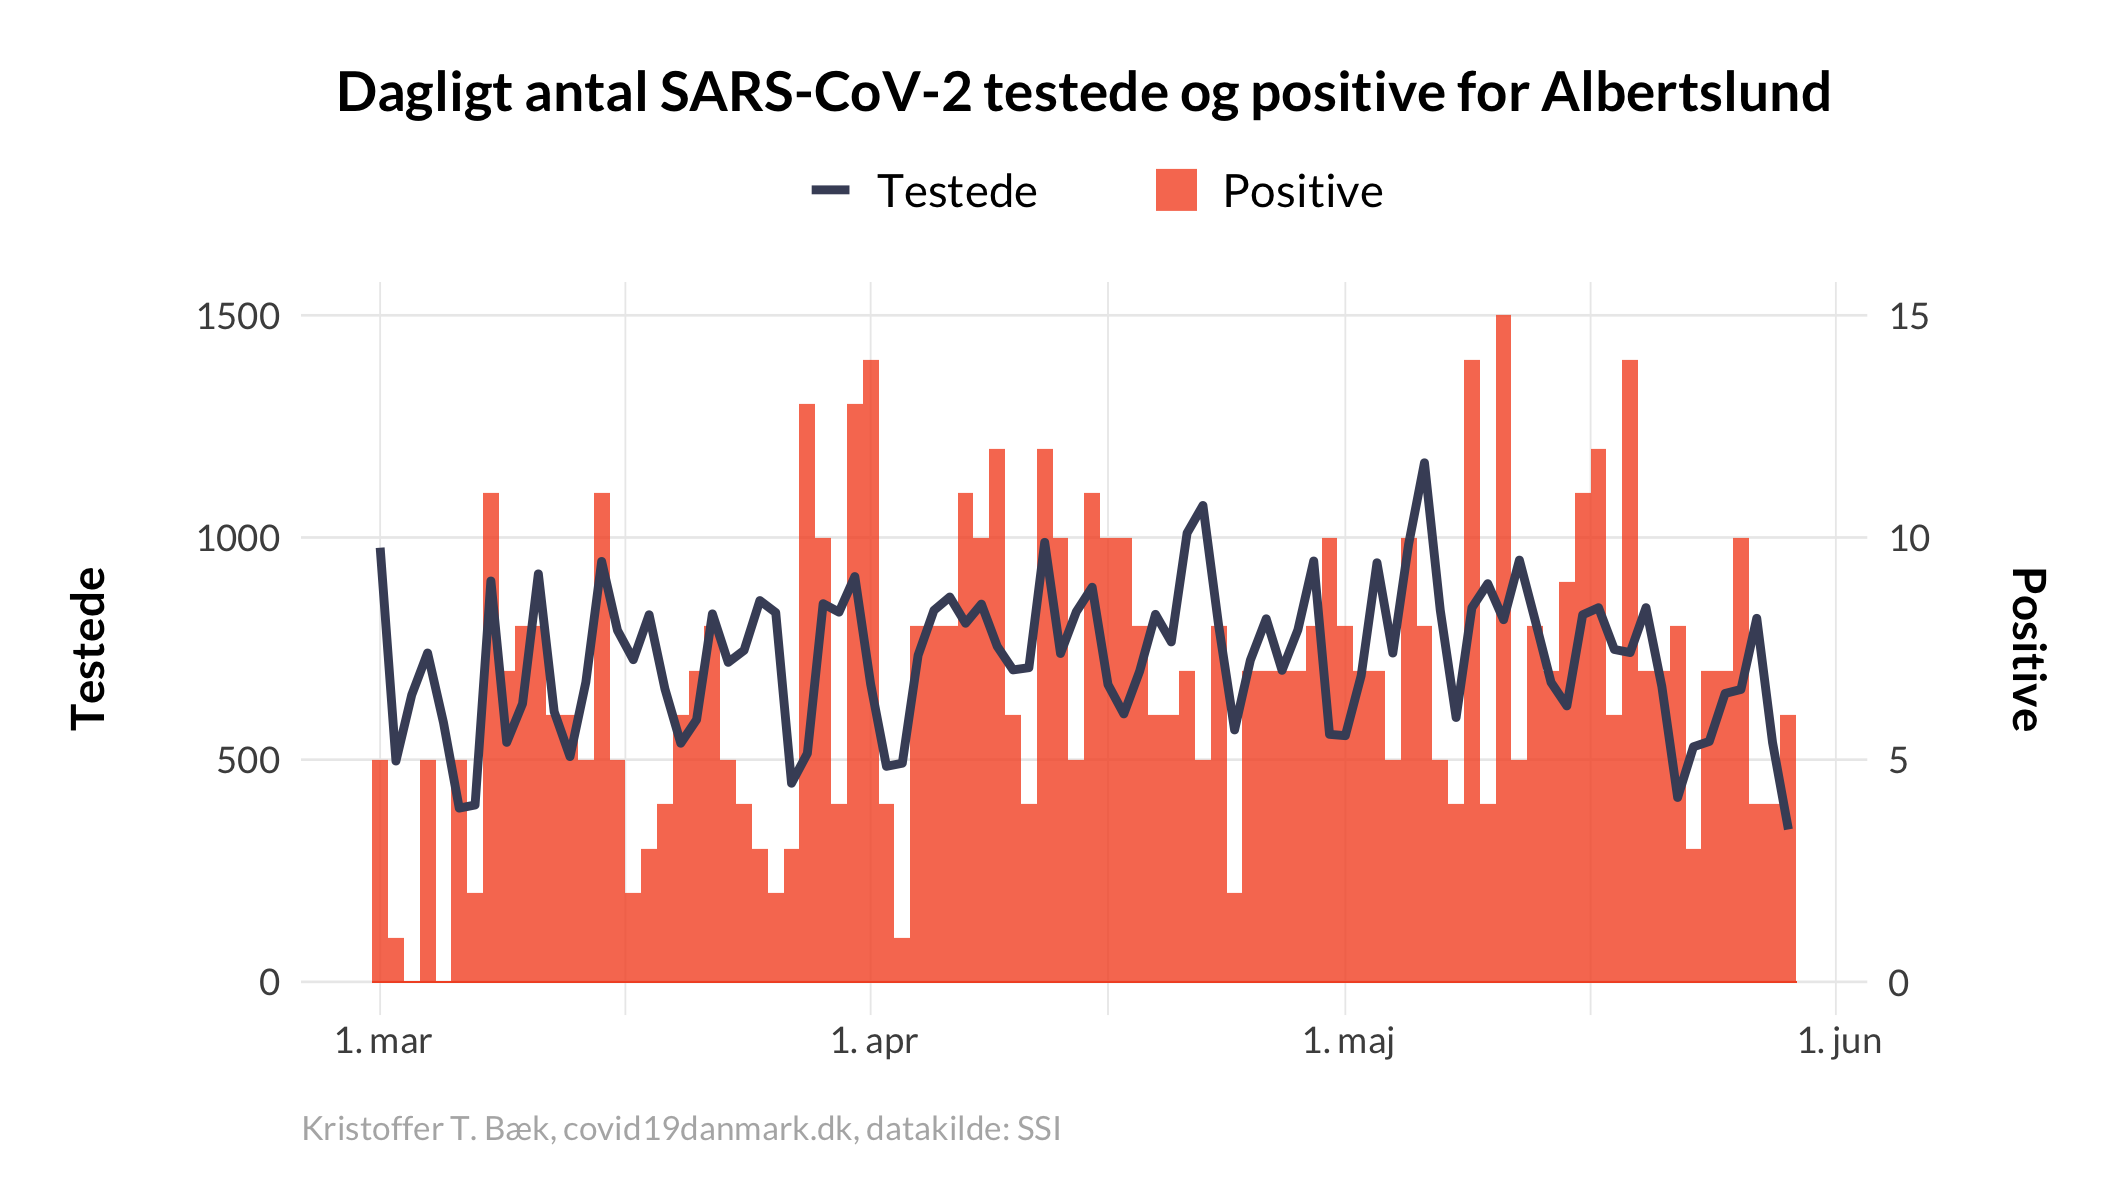 Dagligt antal SARS-CoV-2 testede og positive for Albertslund
Testede Positive
1500 15
1000 10
500 5
0 0
Testede
Positive
1. mar 1. apr 1. maj 1. jun
Kristoffer T. Bæk, covid19danmark.dk, datakilde: SSI